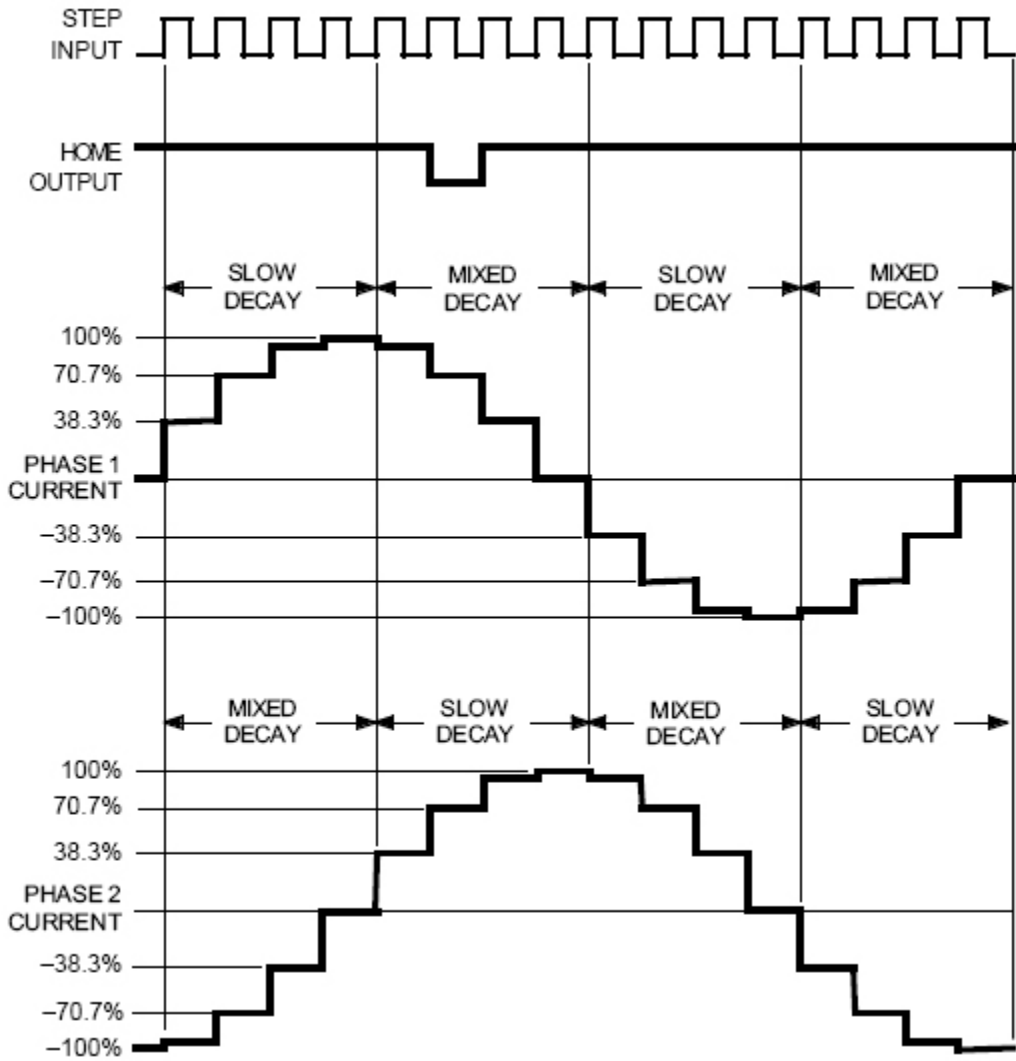 STEP
INPUT
HOME
OUTPUT
SLOW
DECAY
MIXED
DECAY
SLOW
DECAY
MIXED
DECAY
100%
70.7%
38.3%
PHASE 1
CURRENT
–38.3%
–70.7%
–100%
MIXED
DECAY
SLOW
DECAY
MIXED
DECAY
SLOW
DECAY
100%
70.7%
38.3%
PHASE 2
CURRENT
–38.3%
–70.7%
–100%